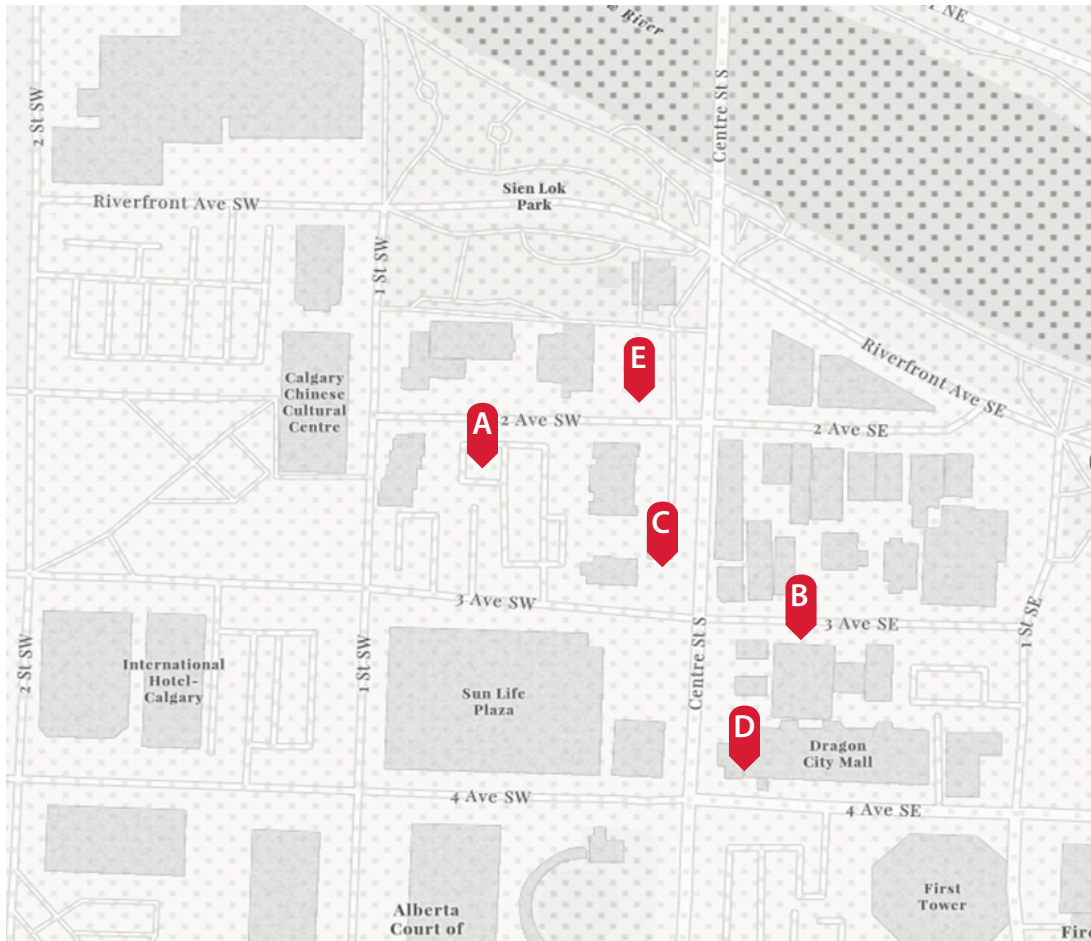 River
NE
2 St SW
Centre St S
Sien Lok
Park
Riverfront Ave SW
1 St SW
E
Riverfront Ave SE
Calgary
Chinese
Cultural
Centre
A
2 Ave SW
2 Ave SE
C
B
3 Ave SW
3 Ave SE
1 St SE
2 St SW
International
Hotel-
Calgary
1 St SW
Sun Life
Plaza
Centre St S
D
Dragon
City Mall
4 Ave SW
4 Ave SE
First
Tower
Alberta
Court of